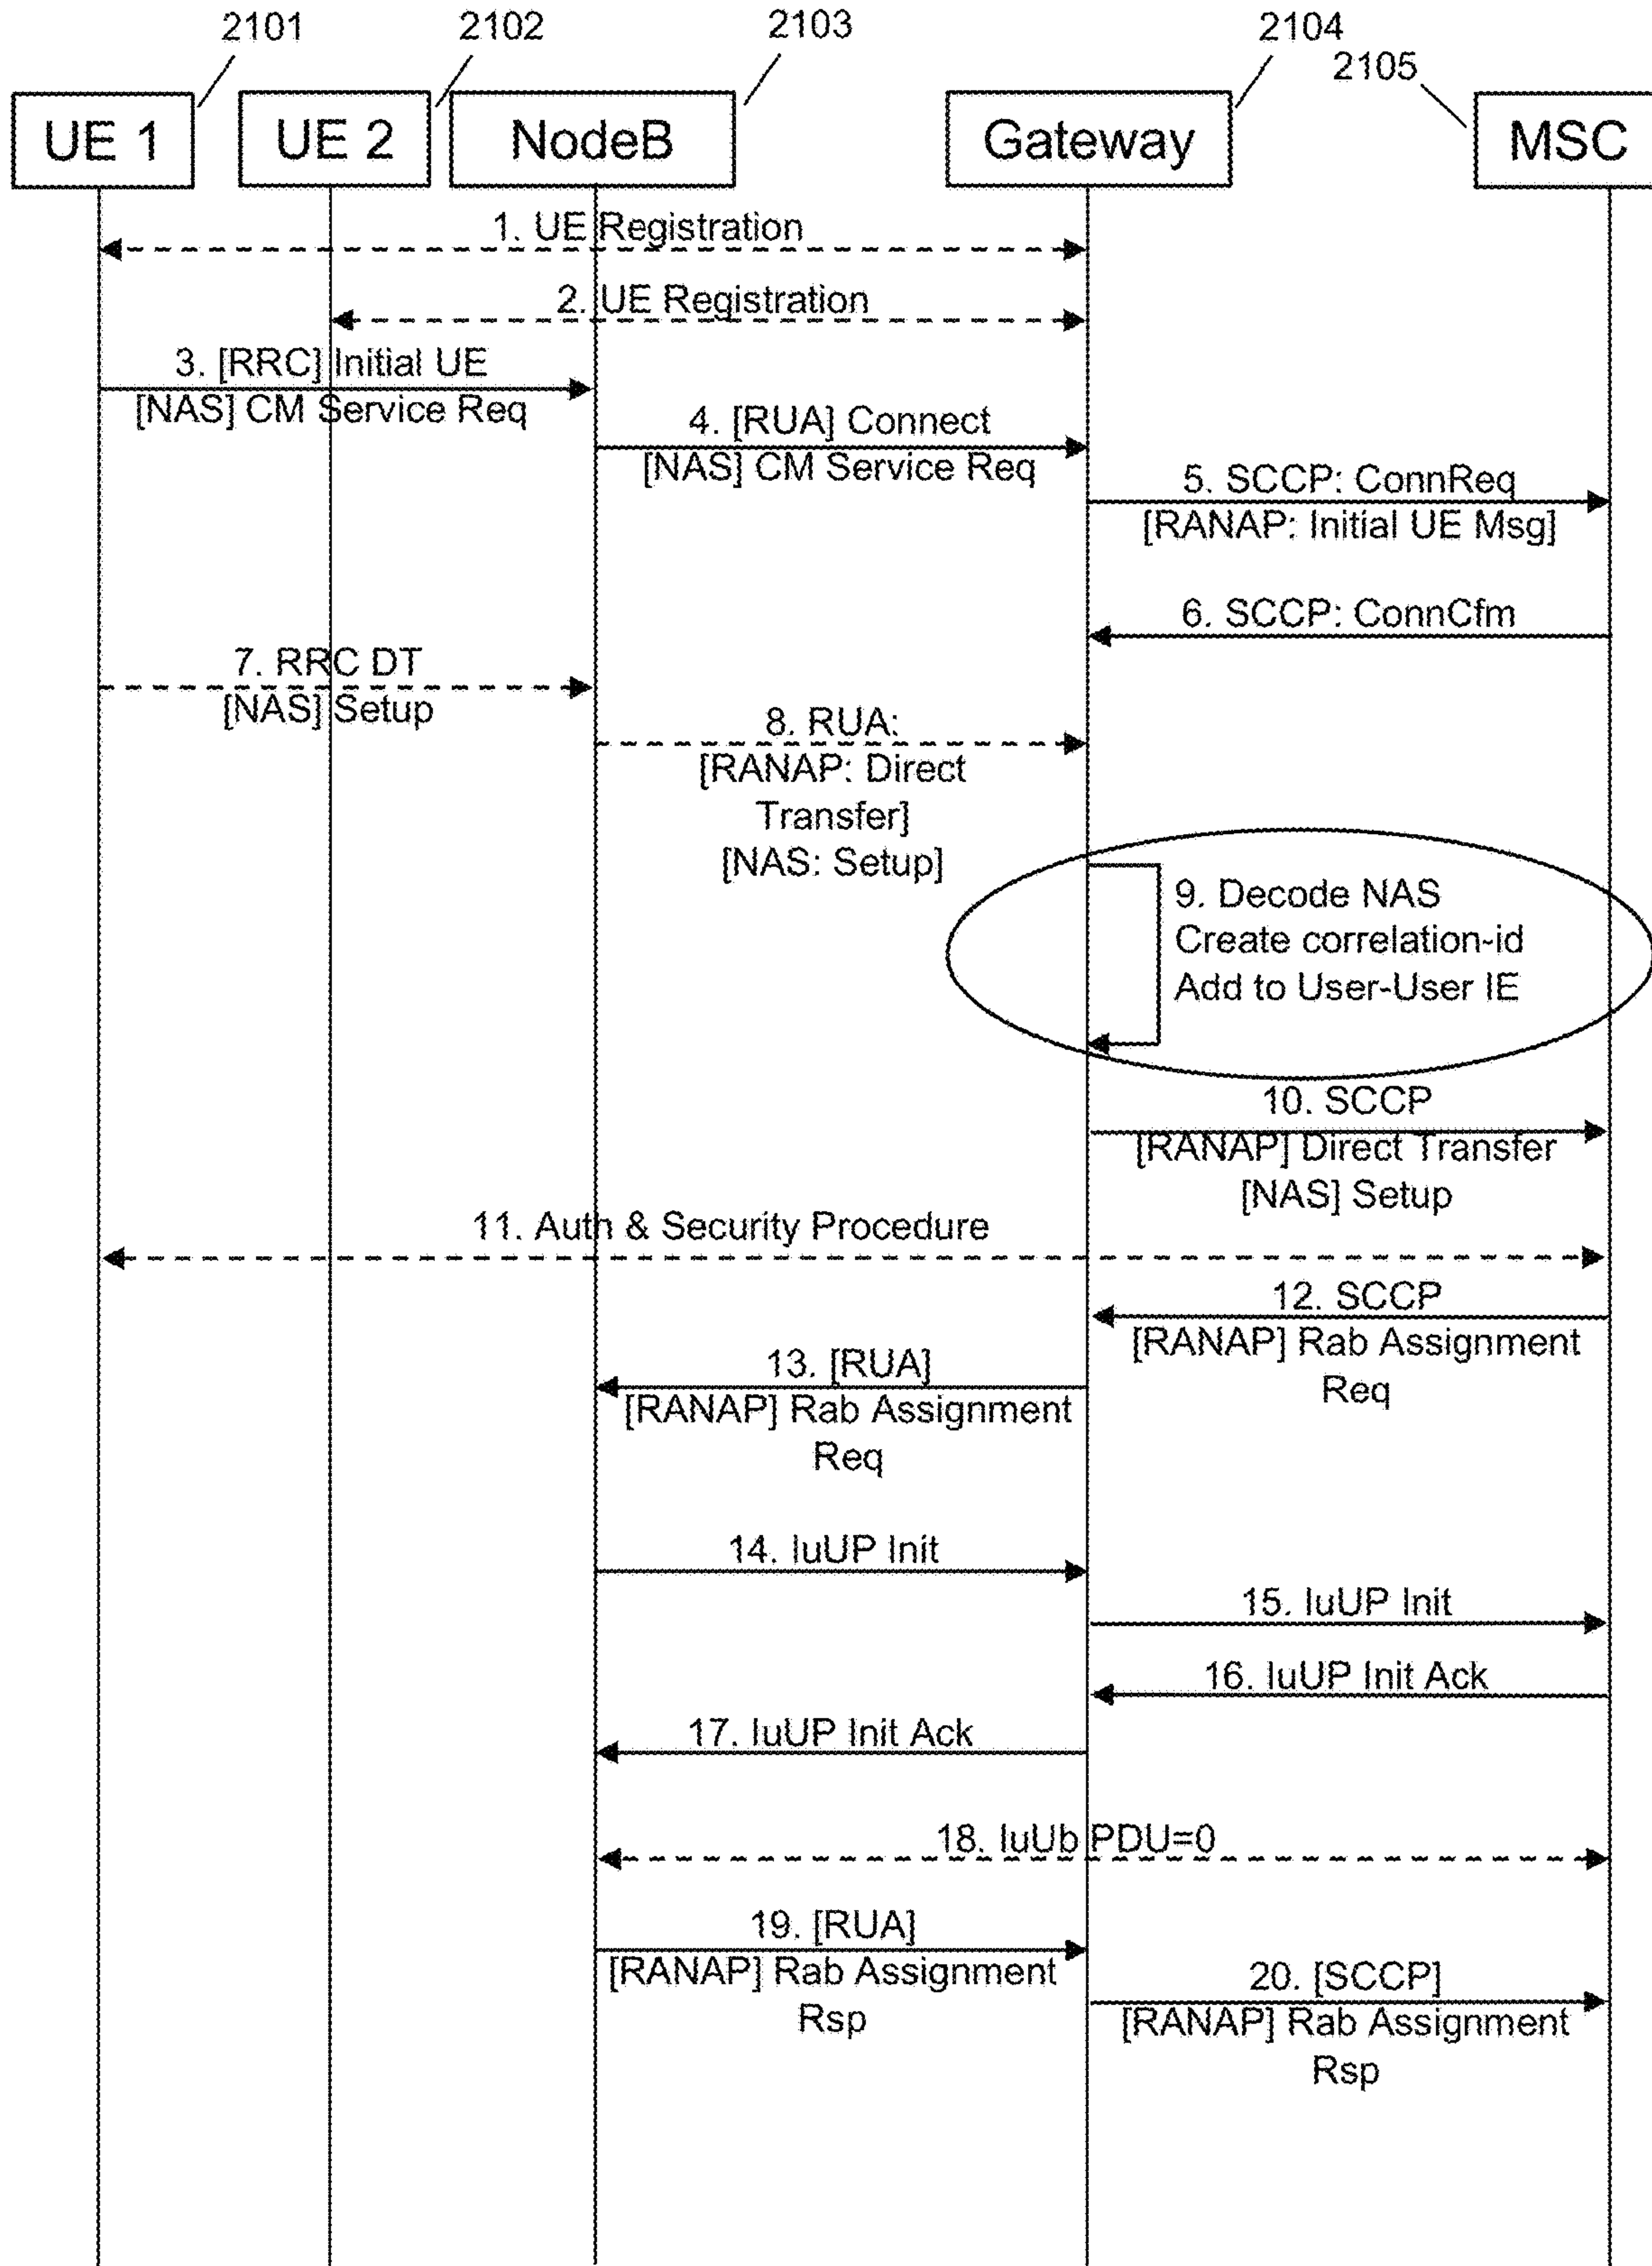 2101
2102
2103
2104
2105
UE 1
UE 2
NodeB
Gateway
MSC
1. UE Registration
2. UE Registration
3. [RRC] Initial UE
[NAS] CM Service Req
4. [RUA] Connect
[NAS] CM Service Req
5. SCCP: ConnReq
[RANAP: Initial UE Msg]
6. SCCP: ConnCfm
7. RRC DT
[NAS] Setup
8. RUA:
[RANAP: Direct
Transfer]
[NAS: Setup]
9. Decode NAS
Create correlation-id
Add to User-User IE
10. SCCP
[RANAP] Direct Transfer
[NAS] Setup
11. Auth & Security Procedure
12. SCCP
[RANAP] Rab Assignment
Req
13. [RUA]
[RANAP] Rab Assignment
Req
14. IuUP Init
15. IuUP Init
16. IuUP Init Ack
17. IuUP Init Ack
18. IuUb PDU=0
19. [RUA]
[RANAP] Rab Assignment
Rsp
20. [SCCP]
[RANAP] Rab Assignment
Rsp